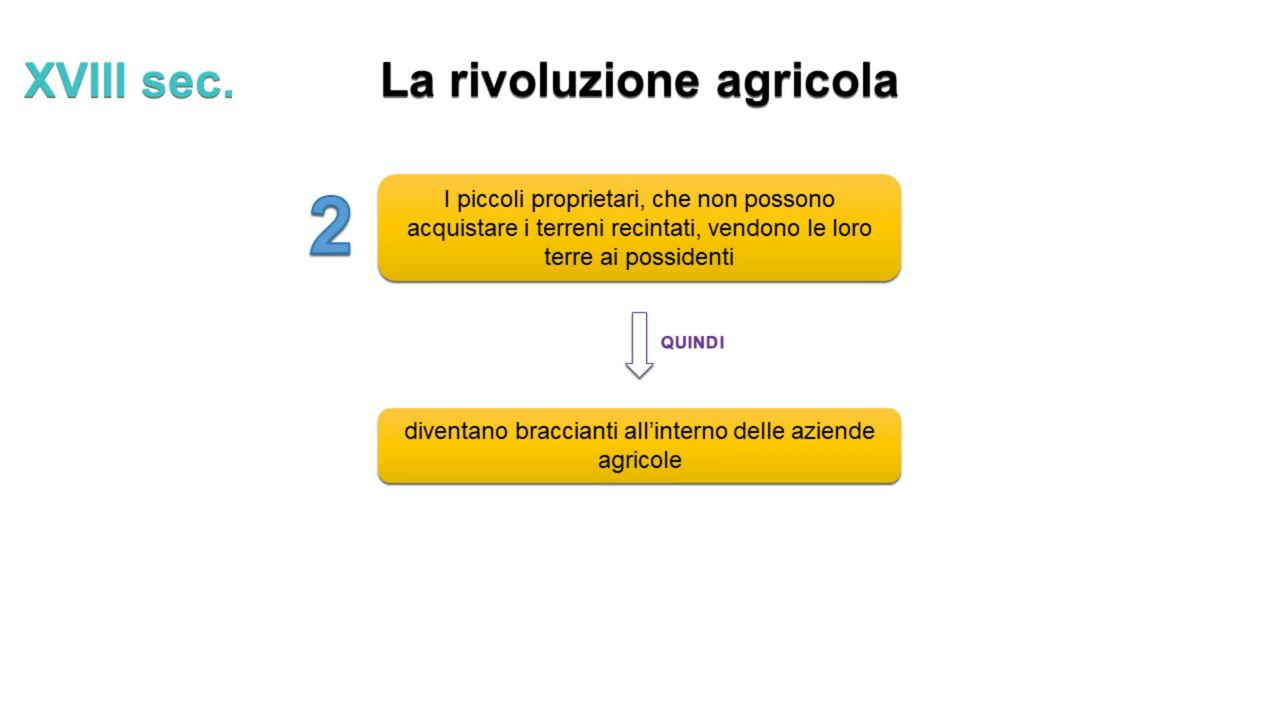 XVIII sec.
La rivoluzione agricola
2
I piccoli proprietari, che non possono
acquistare i terreni recintati, vendono le loro
terre ai possidenti
QUINDI
diventano braccianti all’interno delle aziende
agricole